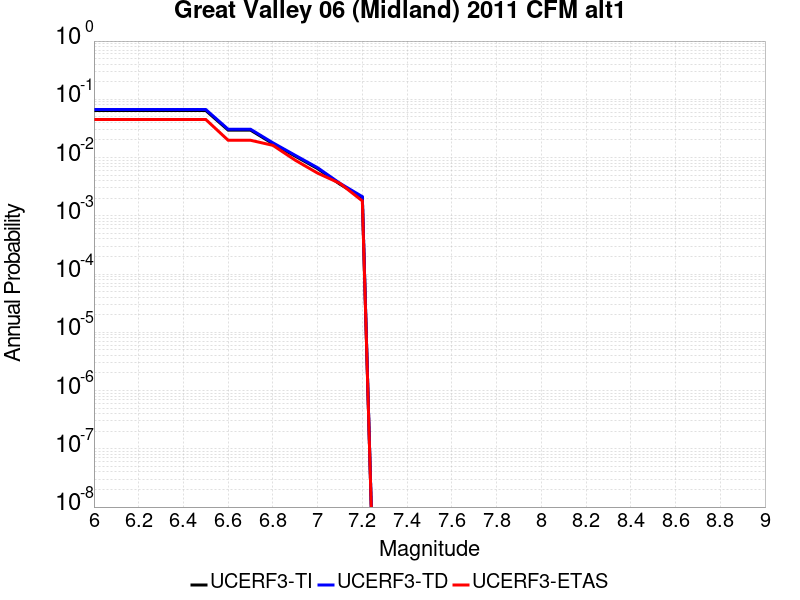 Great Valley 06 (Midland) 2011 CFM alt1
10^0
10^-1
10^-2
10^-3
10^-4
10^-5
10^-6
10^-7
10^-8
Annual Probability
6 6.2 6.4 6.6 6.8 7 7.2 7.4 7.6 7.8 8 8.2 8.4 8.6 8.8 9
Magnitude
UCERF3-TI UCERF3-TD UCERF3-ETAS